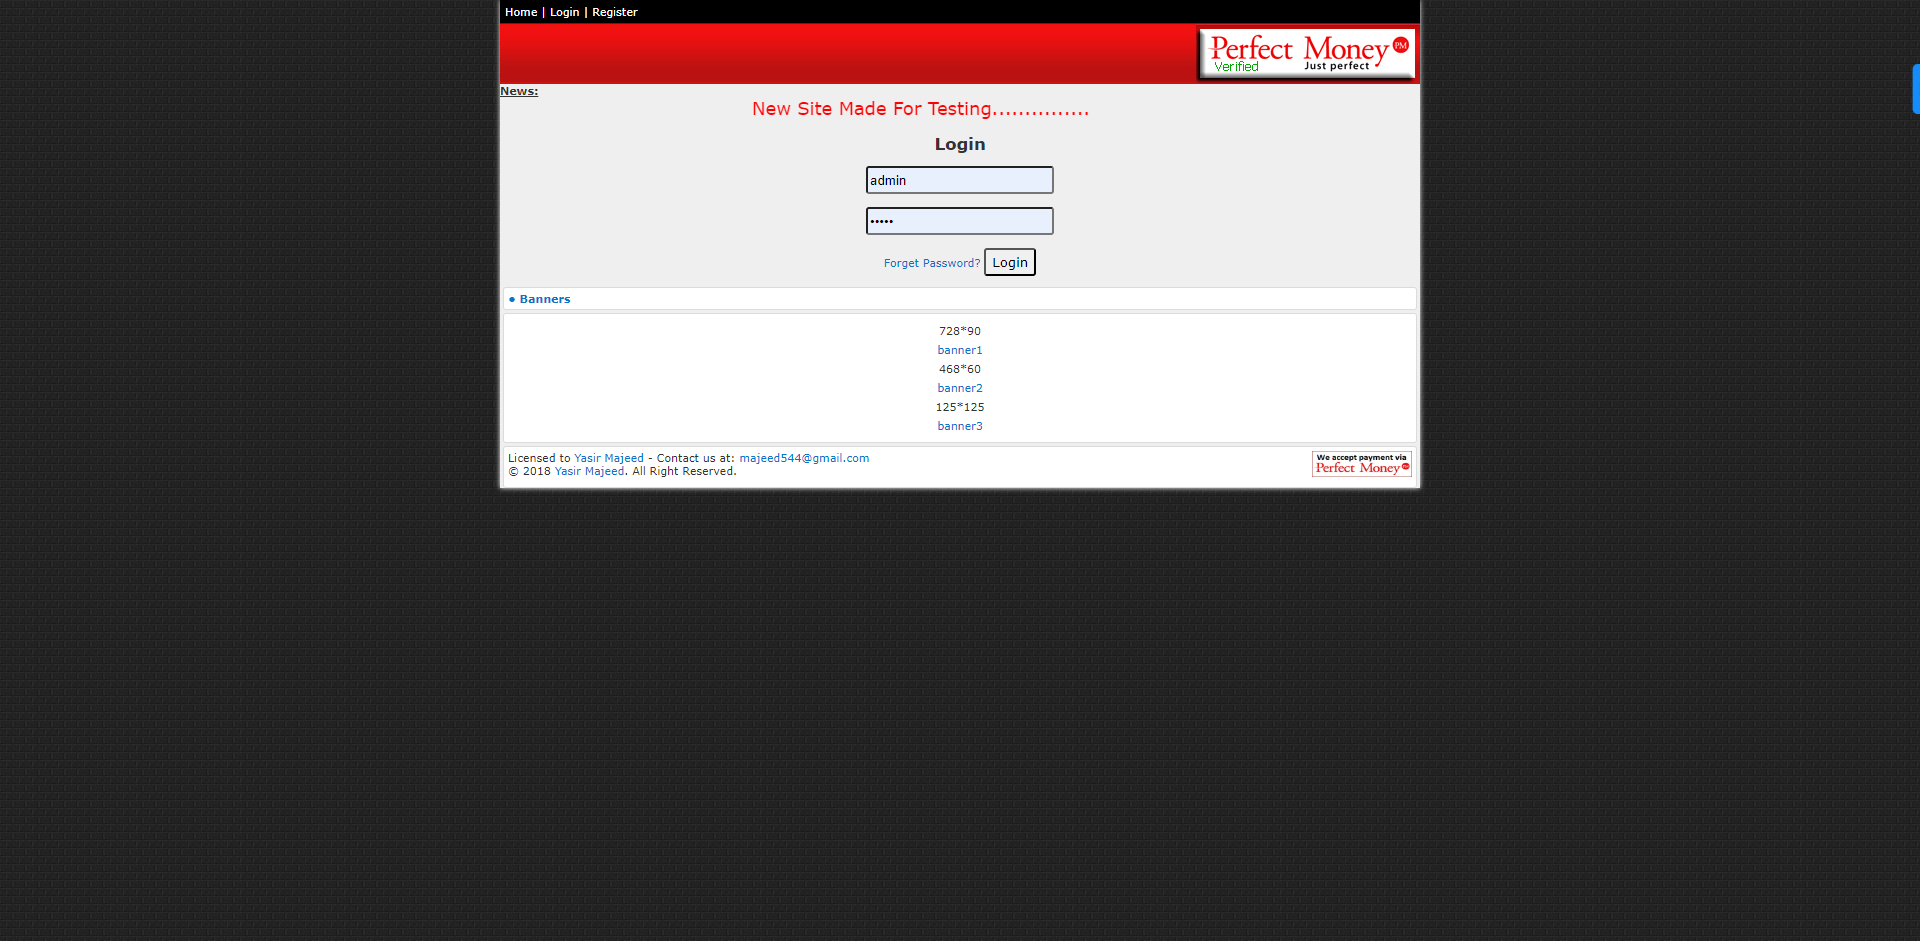 Home | Login | Register
Perfect Money PM
Verified Just perfect
News:
New Site Made For Testing...............
Login
admin
•••••
Forget Password? Login
● Banners
728*90
banner1
468*60
banner2
125*125
banner3
Licensed to Yasir Majeed - Contact us at: majeed544@gmail.com
© 2018 Yasir Majeed. All Right Reserved.
We accept payment via
Perfect Money